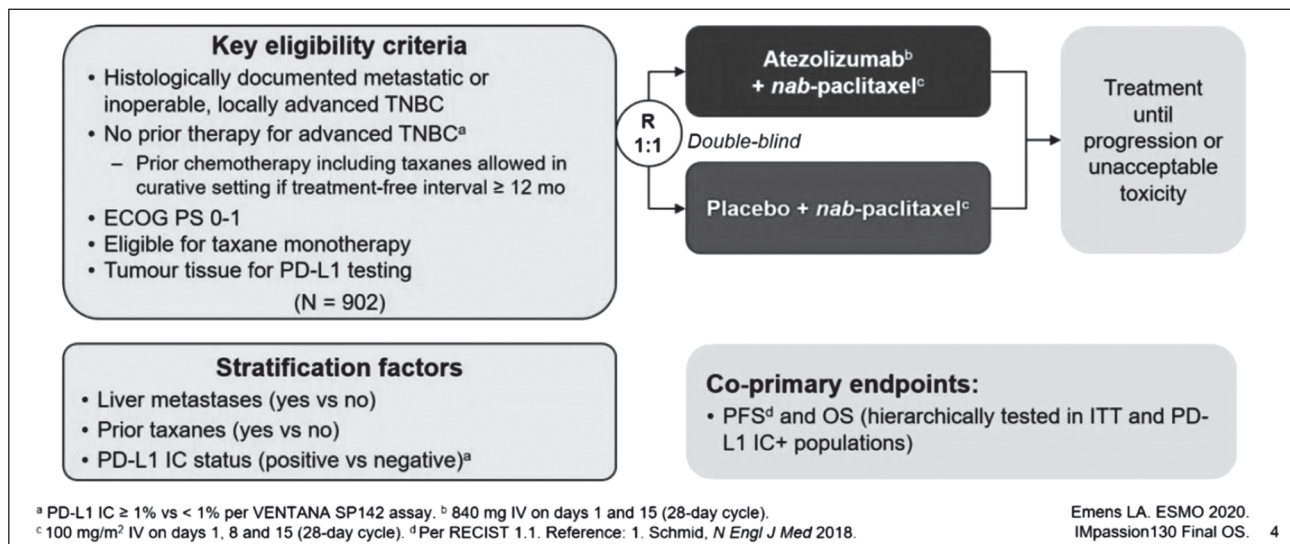 Key eligibility criteria
• Histologically documented metastatic or
inoperable, locally advanced TNBC
• No prior therapy for advanced TNBCᵃ
– Prior chemotherapy including taxanes allowed in
curative setting if treatment-free interval ≥ 12 mo
• ECOG PS 0-1
• Eligible for taxane monotherapy
• Tumour tissue for PD-L1 testing
(N = 902)
R
1:1
Double-blind
Atezolizumabᵇ
+ nab-paclitaxelᶜ
Placebo + nab-paclitaxelᶜ
Treatment
until
progression or
unacceptable
toxicity
Stratification factors
• Liver metastases (yes vs no)
• Prior taxanes (yes vs no)
• PD-L1 IC status (positive vs negative)ᵃ
Co-primary endpoints:
• PFSᵈ and OS (hierarchically tested in ITT and PD-
L1 IC+ populations)
ᵃ PD-L1 IC ≥ 1% vs < 1% per VENTANA SP142 assay. ᵇ 840 mg IV on days 1 and 15 (28-day cycle).
ᶜ 100 mg/m² IV on days 1, 8 and 15 (28-day cycle). ᵈ Per RECIST 1.1. Reference: 1. Schmid, N Engl J Med 2018.
Emens LA. ESMO 2020.
IMpassion130 Final OS. 4